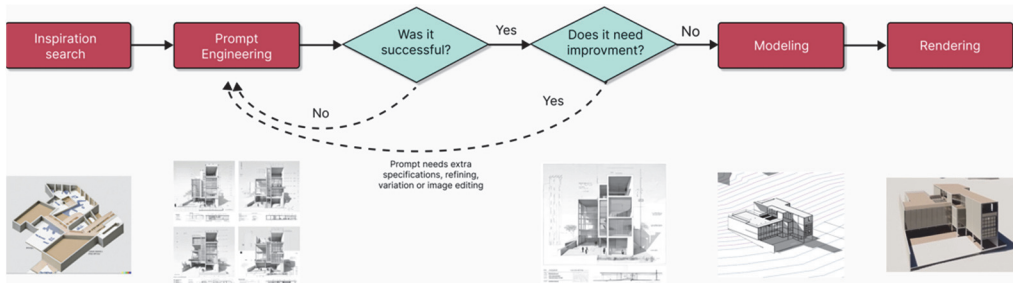 Inspiration
search
Prompt
Engineering
Was it
successful?
Yes
Does it need
improvment?
No
Modeling
Rendering
No
Yes
Prompt needs extra
specifications, refining,
variation or image editing